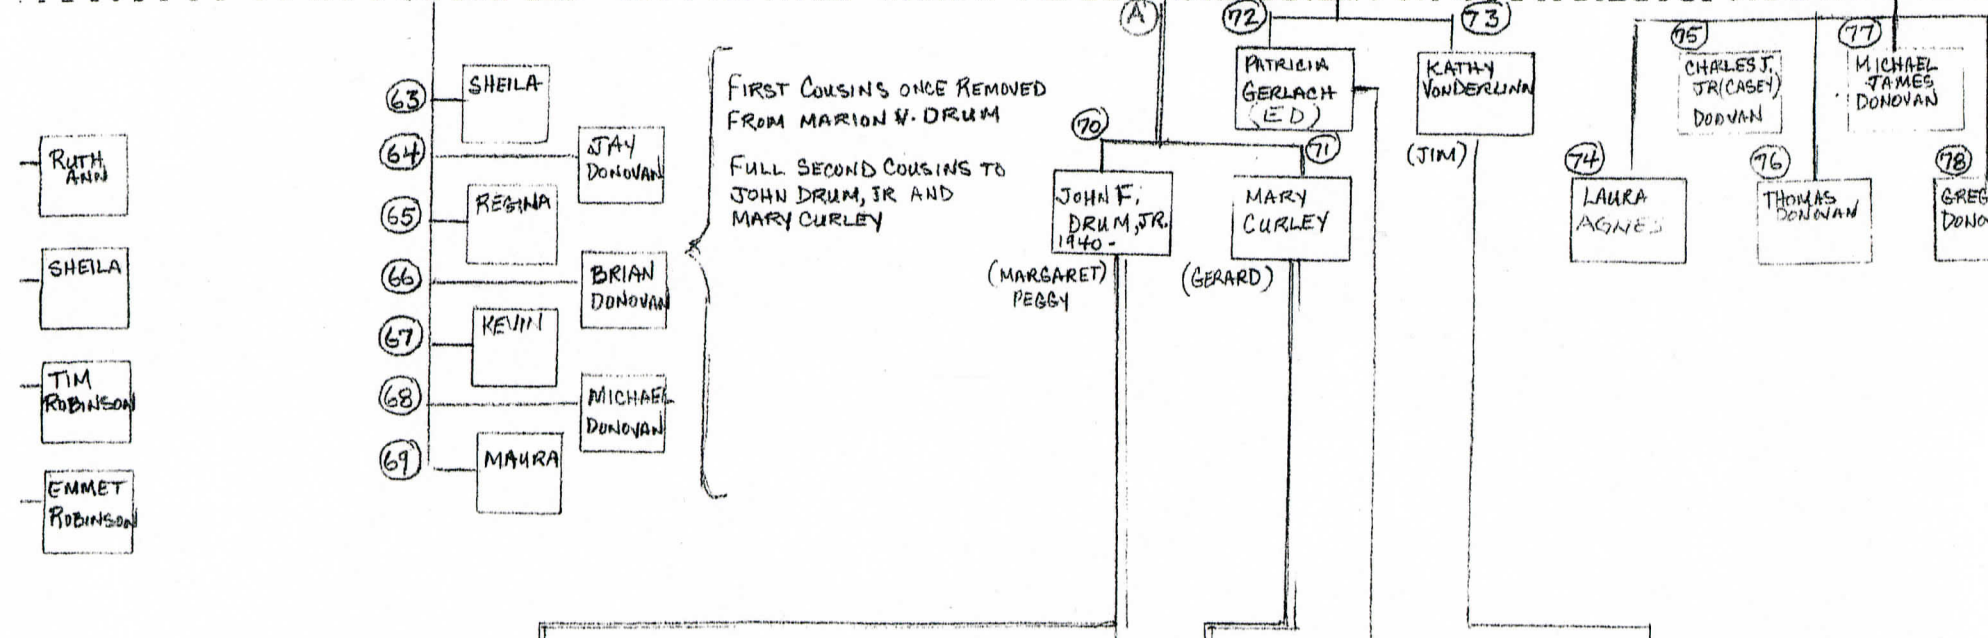 RUTH
ANN
SHEILA
TIM
ROBINSON
EMMET
ROBINSON
63
SHEILA
64
JAY
DONOVAN
65
REGINA
66
BRIAN
DONOVAN
67
KEVIN
68
MICHAEL
DONOVAN
69
MAURA
FIRST COUSINS ONCE REMOVED
FROM MARION V. DRUM
FULL SECOND COUSINS TO
JOHN DRUM, JR AND
MARY CURLEY
A
70
JOHN F.
DRUM, JR.
1940-
(MARGARET)
PEGGY
71
MARY
CURLEY
(GERARD)
72
PATRICIA
GERLACH
(ED)
73
KATHY
VONDERLINN
(JIM)
74
LAURA
AGNES
75
CHARLES J.
JR (CASEY)
DODVAN
76
THOMAS
DONOVAN
77
MICHAEL
JAMES
DONOVAN
78
GREG
DONO